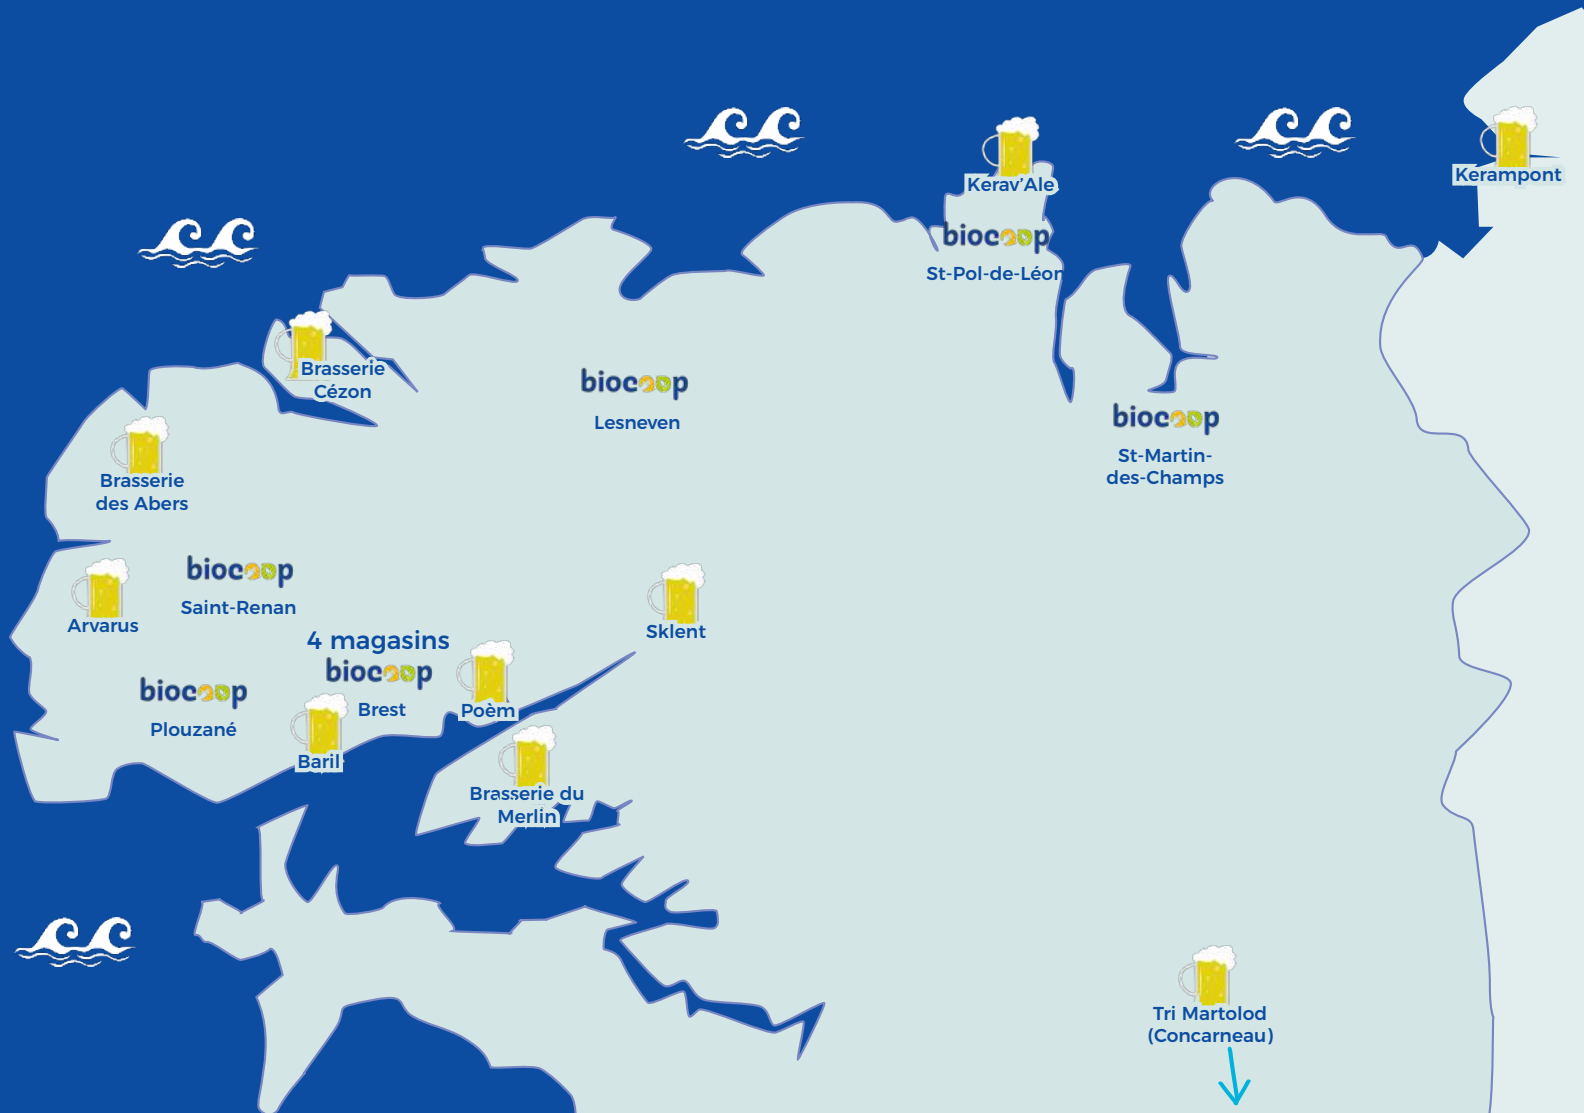 Kerav'Ale
biocoop
St-Pol-de-Léon
Kerampont
Brasserie
Cézon
biocoop
Lesneven
biocoop
St-Martin-
des-Champs
Brasserie
des Abers
biocoop
Saint-Renan
Arvarus
Sklent
4 magasins
biocoop
Brest
Poèm
biocoop
Plouzané
Baril
Brasserie du
Merlin
Tri Martolod
(Concarneau)